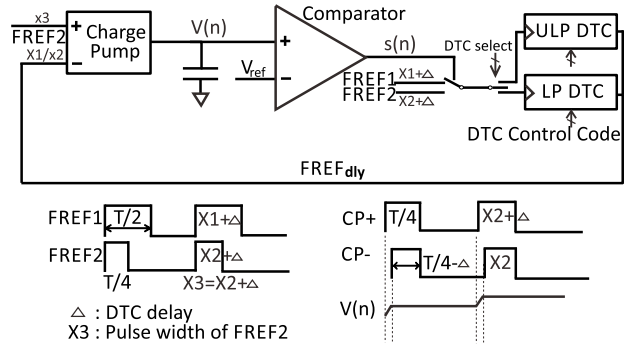 x3
FREF2
X1/x2
+
-
Charge
Pump
V(n)
Comparator
+
-
Vref
s(n)
DTC select
FREF1 X1+△
FREF2 X2+△
ULP DTC
LP DTC
DTC Control Code
FREFdly
FREF1 T/2 X1+△
FREF2 X2+△
T/4 X3=X2+△
△ : DTC delay
X3 : Pulse width of FREF2
CP+ T/4 X2+△
CP- T/4-△ X2
V(n)